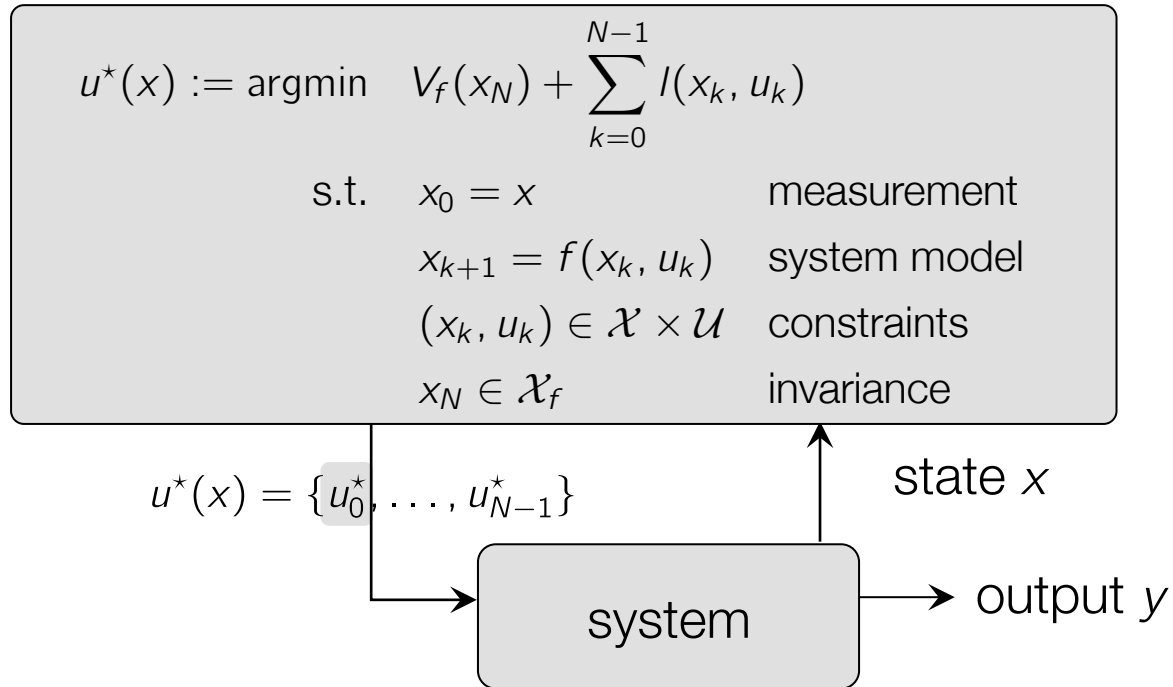 u⋆(x) := argmin V_f(x_N) + ∑_{k=0}^{N−1} l(x_k, u_k)
s.t. x_0 = x measurement
x_{k+1} = f(x_k, u_k) system model
(x_k, u_k) ∈ 𝒳 × 𝒰 constraints
x_N ∈ 𝒳_f invariance
u⋆(x) = {u⋆_0, . . . , u⋆_{N−1}}
state x
system
output y